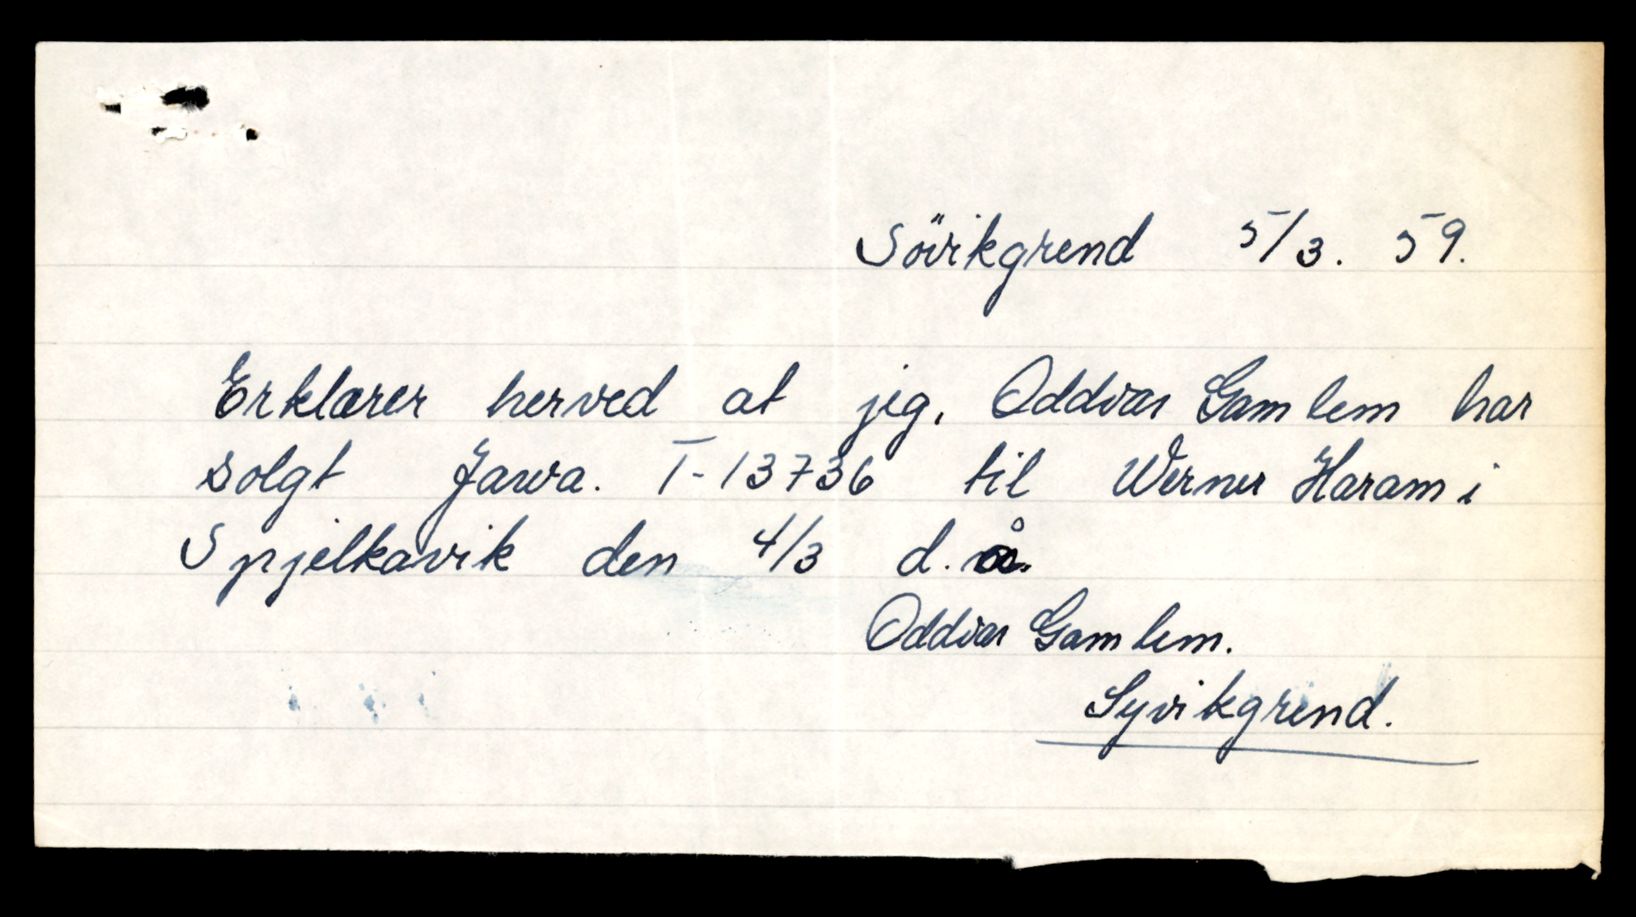 Sövikgrend 5/3. 59.
Erklærer herved at jeg, Oddvar Gamlem har
solgt Jawa. T-13736 til Werner Haram i
Spjelkavik den 4/3 d.å.
Oddvar Gamlem.
Syvikgrend.